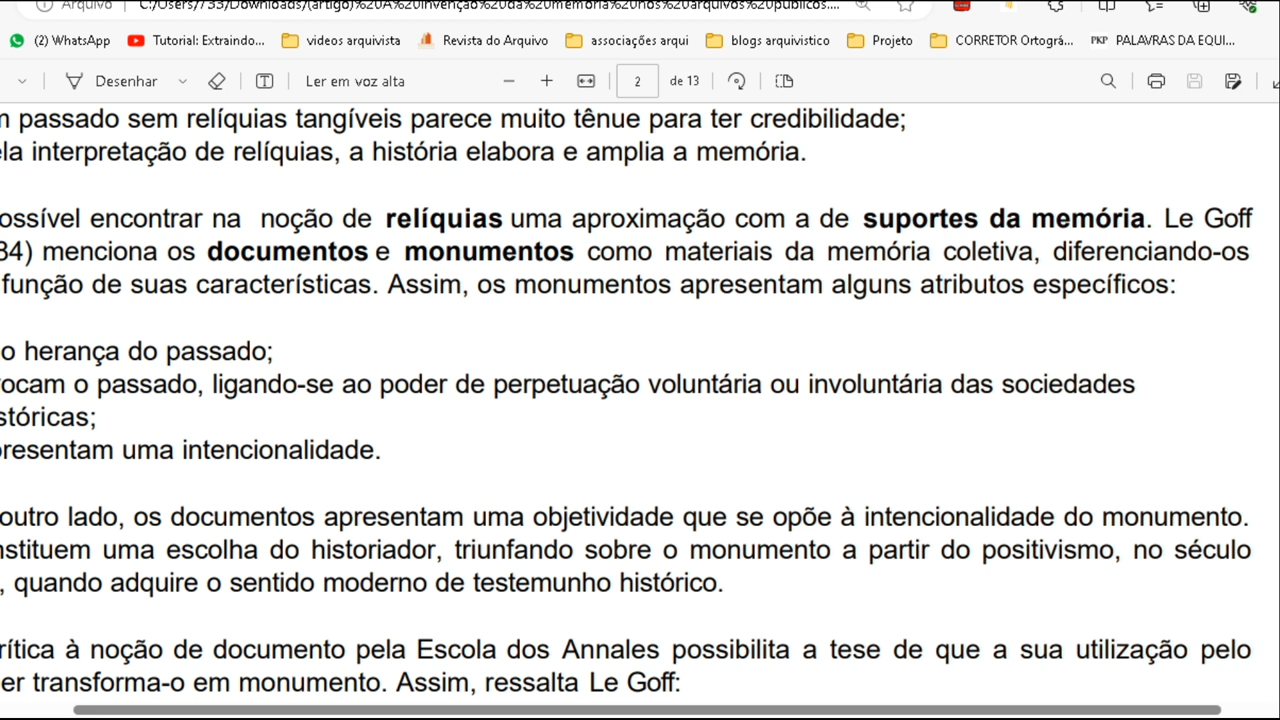 Arquivo C:/Users/733/Downloads/(artigo)%20A%20invenção%20da%20memória%20nos%20arquivos%20públicos....
(2) WhatsApp Tutorial: Extraindo... videos arquivista Revista do Arquivo associações arqui blogs arquivistico Projeto CORRETOR Ortográ... PKP PALAVRAS DA EQUI...
Desenhar Ler em voz alta 2 de 13
m passado sem relíquias tangíveis parece muito tênue para ter credibilidade;
ela interpretação de relíquias, a história elabora e amplia a memória.
ossível encontrar na noção de relíquias uma aproximação com a de suportes da memória. Le Goff
84) menciona os documentos e monumentos como materiais da memória coletiva, diferenciando-os
função de suas características. Assim, os monumentos apresentam alguns atributos específicos:
o herança do passado;
ocam o passado, ligando-se ao poder de perpetuação voluntária ou involuntária das sociedades
stóricas;
presentam uma intencionalidade.
outro lado, os documentos apresentam uma objetividade que se opõe à intencionalidade do monumento.
nstituem uma escolha do historiador, triunfando sobre o monumento a partir do positivismo, no século
, quando adquire o sentido moderno de testemunho histórico.
rítica à noção de documento pela Escola dos Annales possibilita a tese de que a sua utilização pelo
er transforma-o em monumento. Assim, ressalta Le Goff: